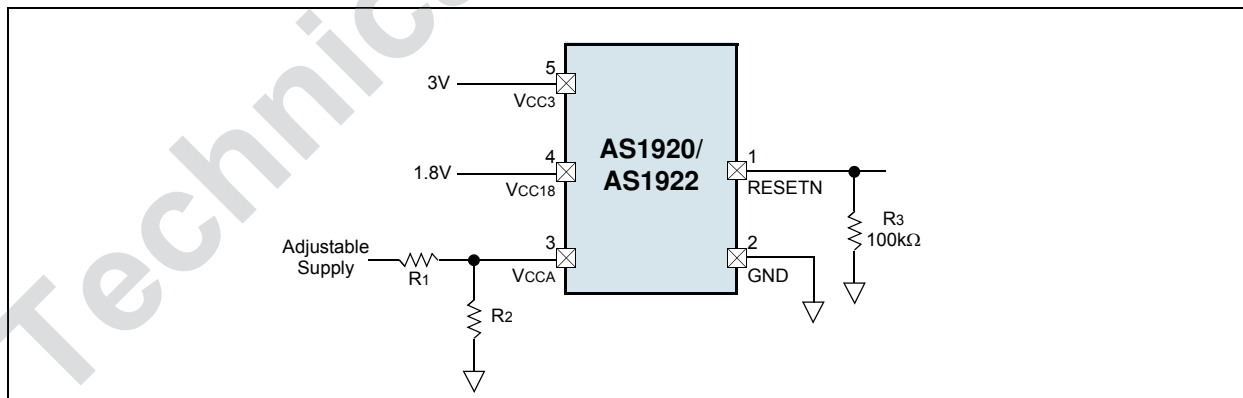 Technic
3V
5
VCC3
1.8V
4
VCC18
Adjustable
Supply
R1
3
VCCA
R2
AS1920/
AS1922
1
RESETN
2
GND
R3
100kΩ